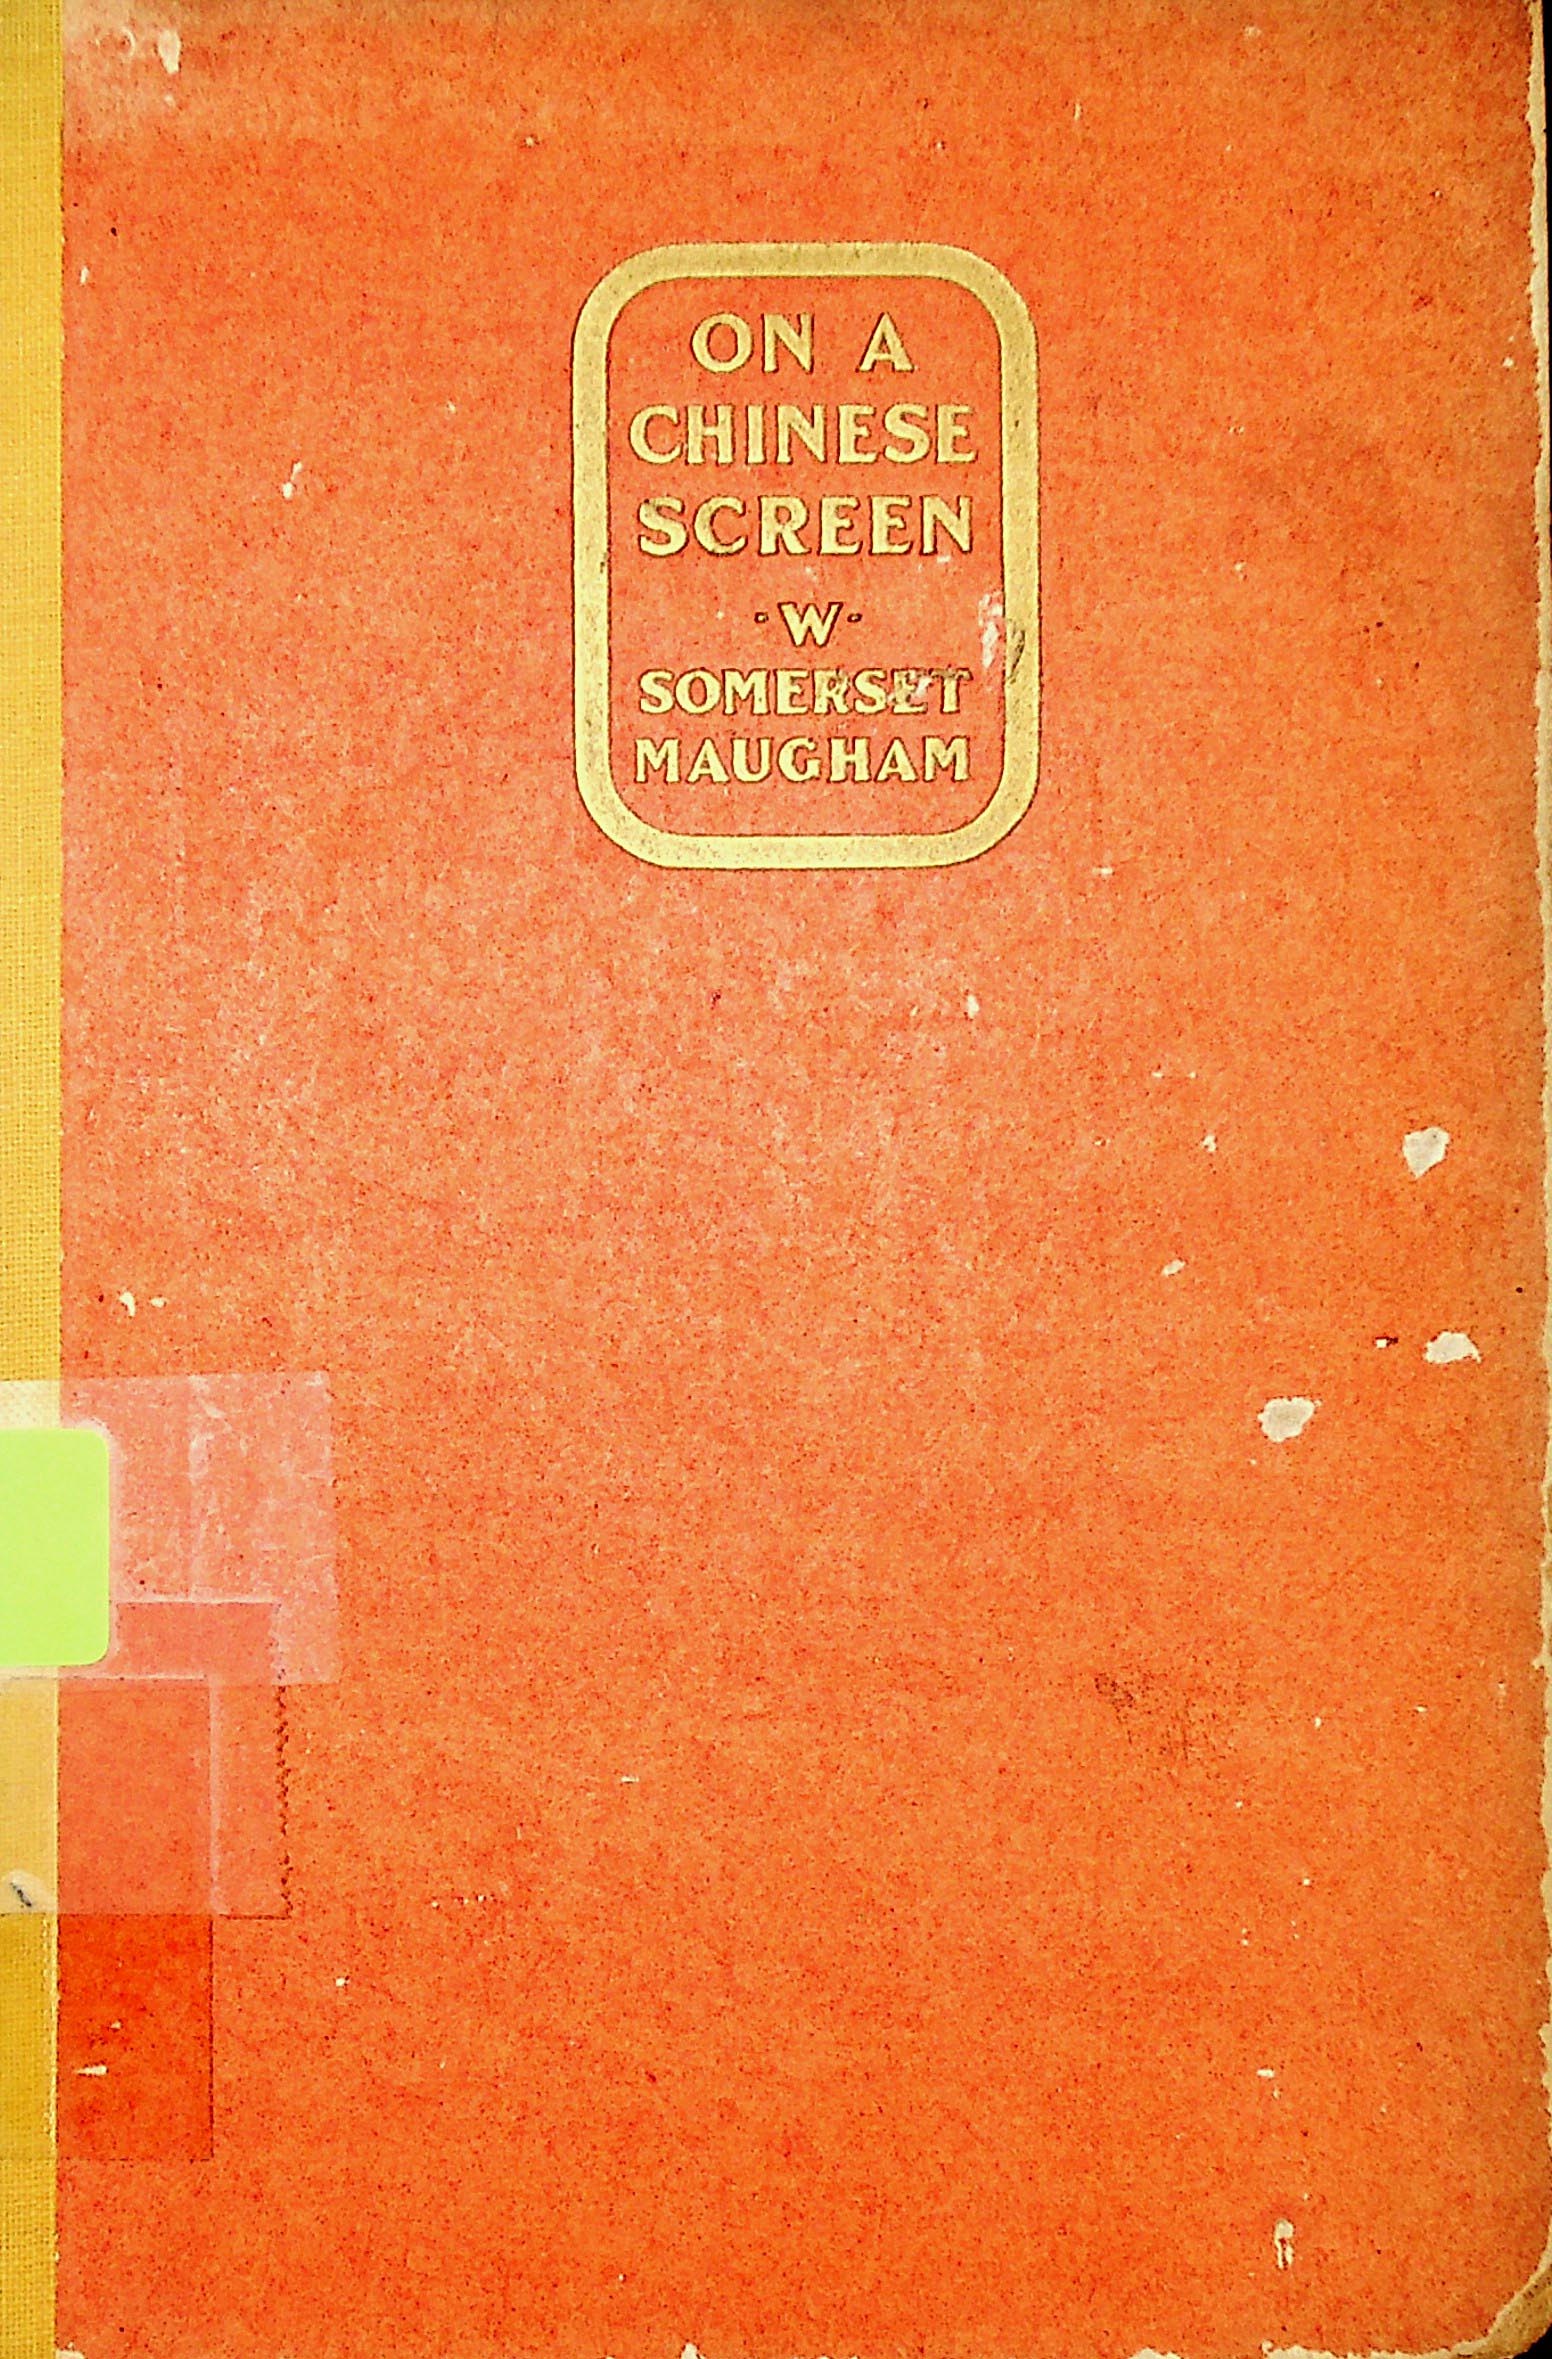 ON A
CHINESE
SCREEN
·W·
SOMERSET
MAUGHAM